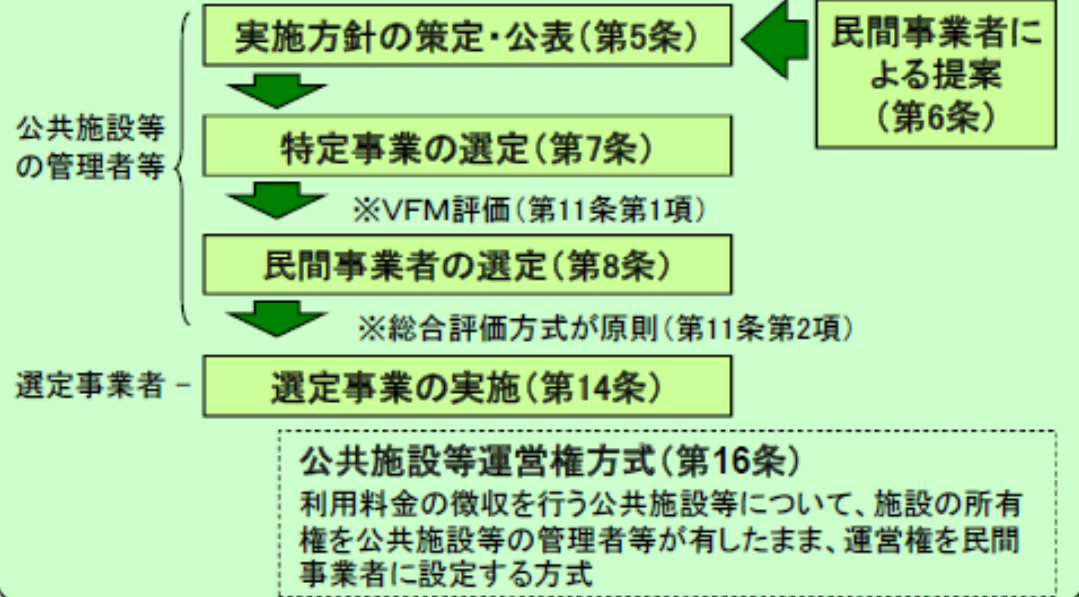 実施方針の策定・公表（第5条）
民間事業者に
よる提案
（第6条）
公共施設等
の管理者等
特定事業の選定（第7条）
※VFM評価（第11条第1項）
民間事業者の選定（第8条）
※総合評価方式が原則（第11条第2項）
選定事業者－
選定事業の実施（第14条）
公共施設等運営権方式（第16条）
利用料金の徴収を行う公共施設等について、施設の所有
権を公共施設等の管理者等が有したまま、運営権を民間
事業者に設定する方式